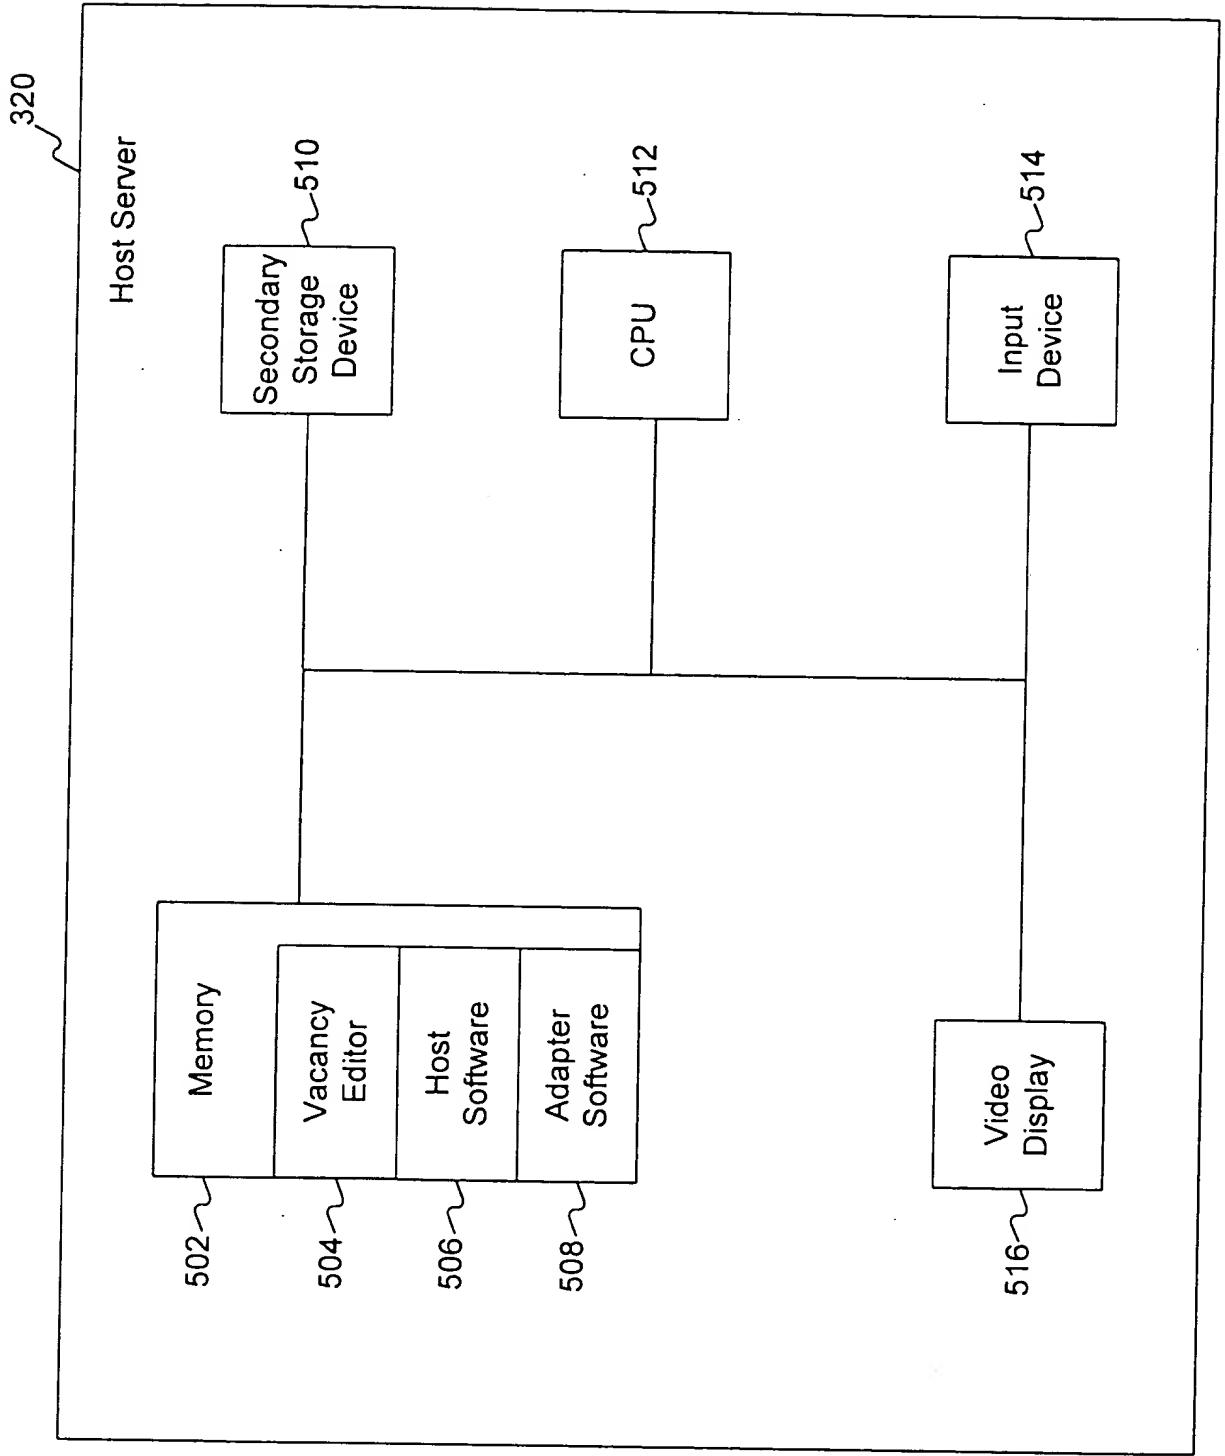 320
Host Server
502
Memory
504
Vacancy
Editor
506
Host
Software
508
Adapter
Software
Secondary
Storage
Device
510
CPU
512
516
Video
Display
Input
Device
514